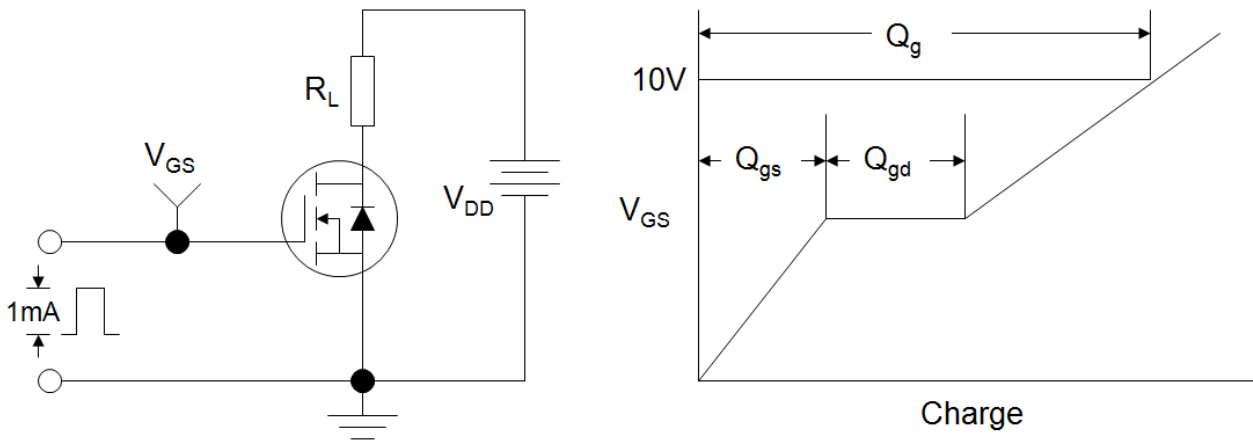 R_L
V_GS
V_DD
1mA
Q_g
10V
Q_gs
Q_gd
V_GS
Charge